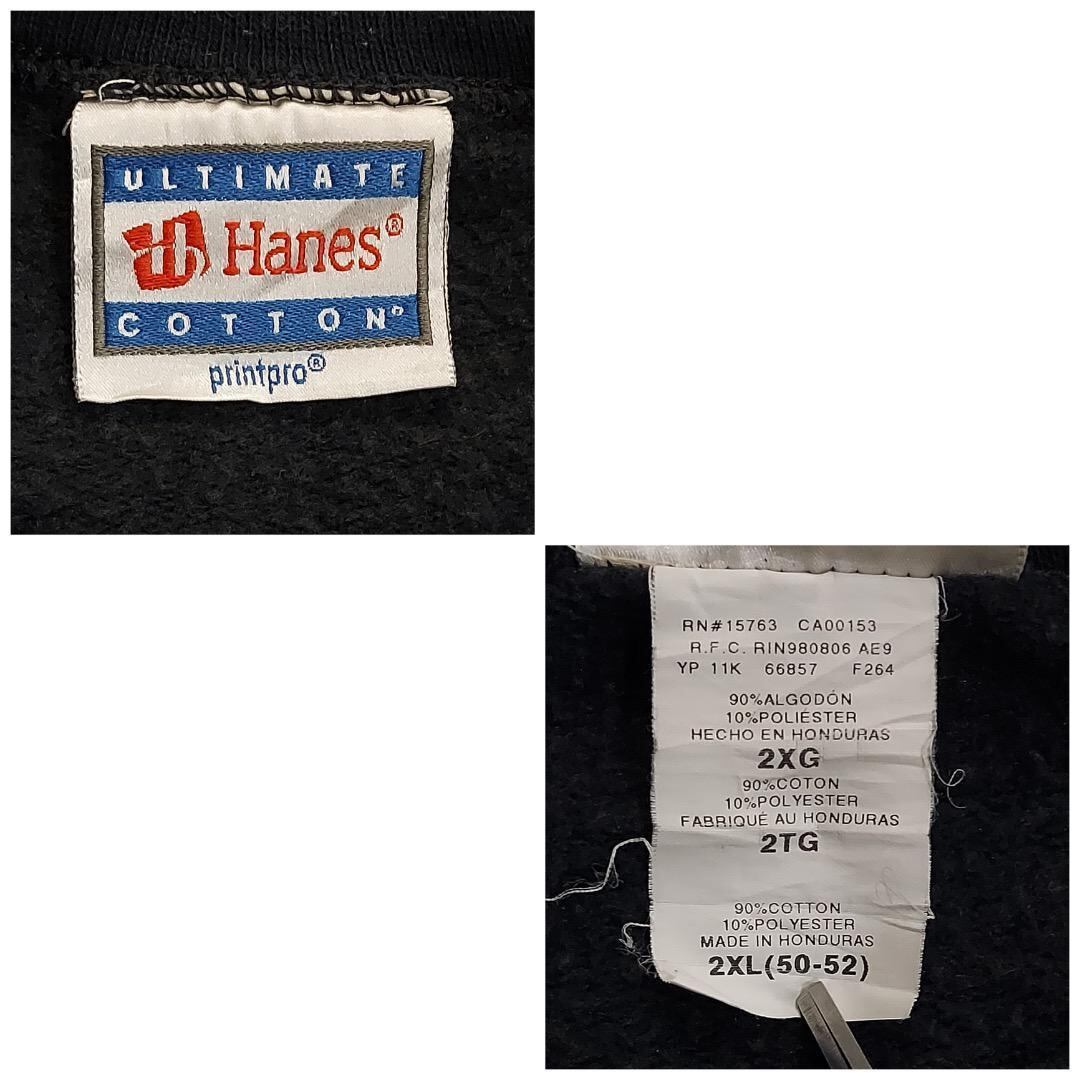 ULTIMATE
Hanes®
COTTON®
printpro®
RN#15763 CA00153
R.F.C. RIN980806 AE9
YP 11K 66857 F264
90%ALGODÓN
10%POLIÉSTER
HECHO EN HONDURAS
2XG
90%COTON
10%POLYESTER
FABRIQUÉ AU HONDURAS
2TG
90%COTTON
10%POLYESTER
MADE IN HONDURAS
2XL(50-52)